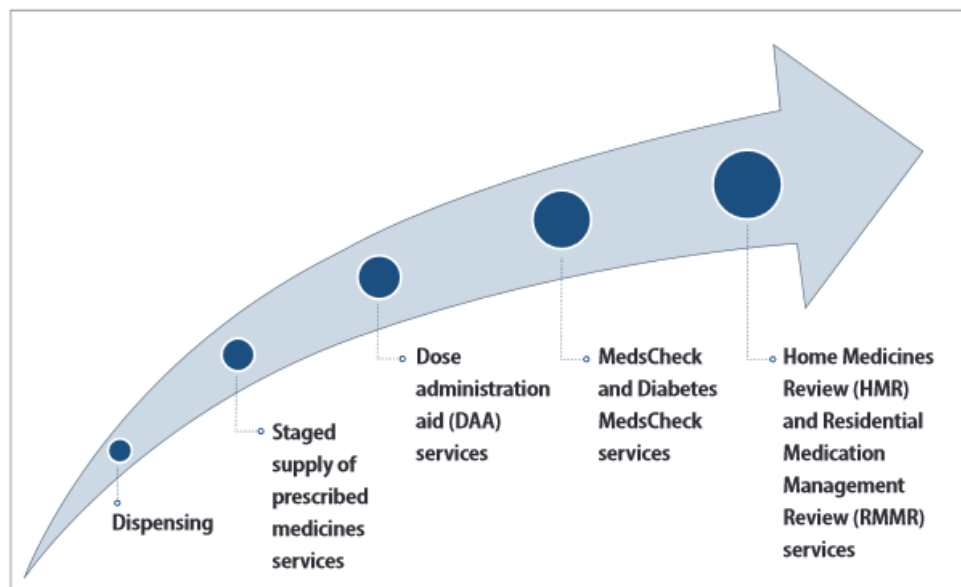 Dispensing
Staged
supply of
prescribed
medicines
services
Dose
administration
aid (DAA)
services
MedsCheck
and Diabetes
MedsCheck
services
Home Medicines
Review (HMR)
and Residential
Medication
Management
Review (RMMR)
services